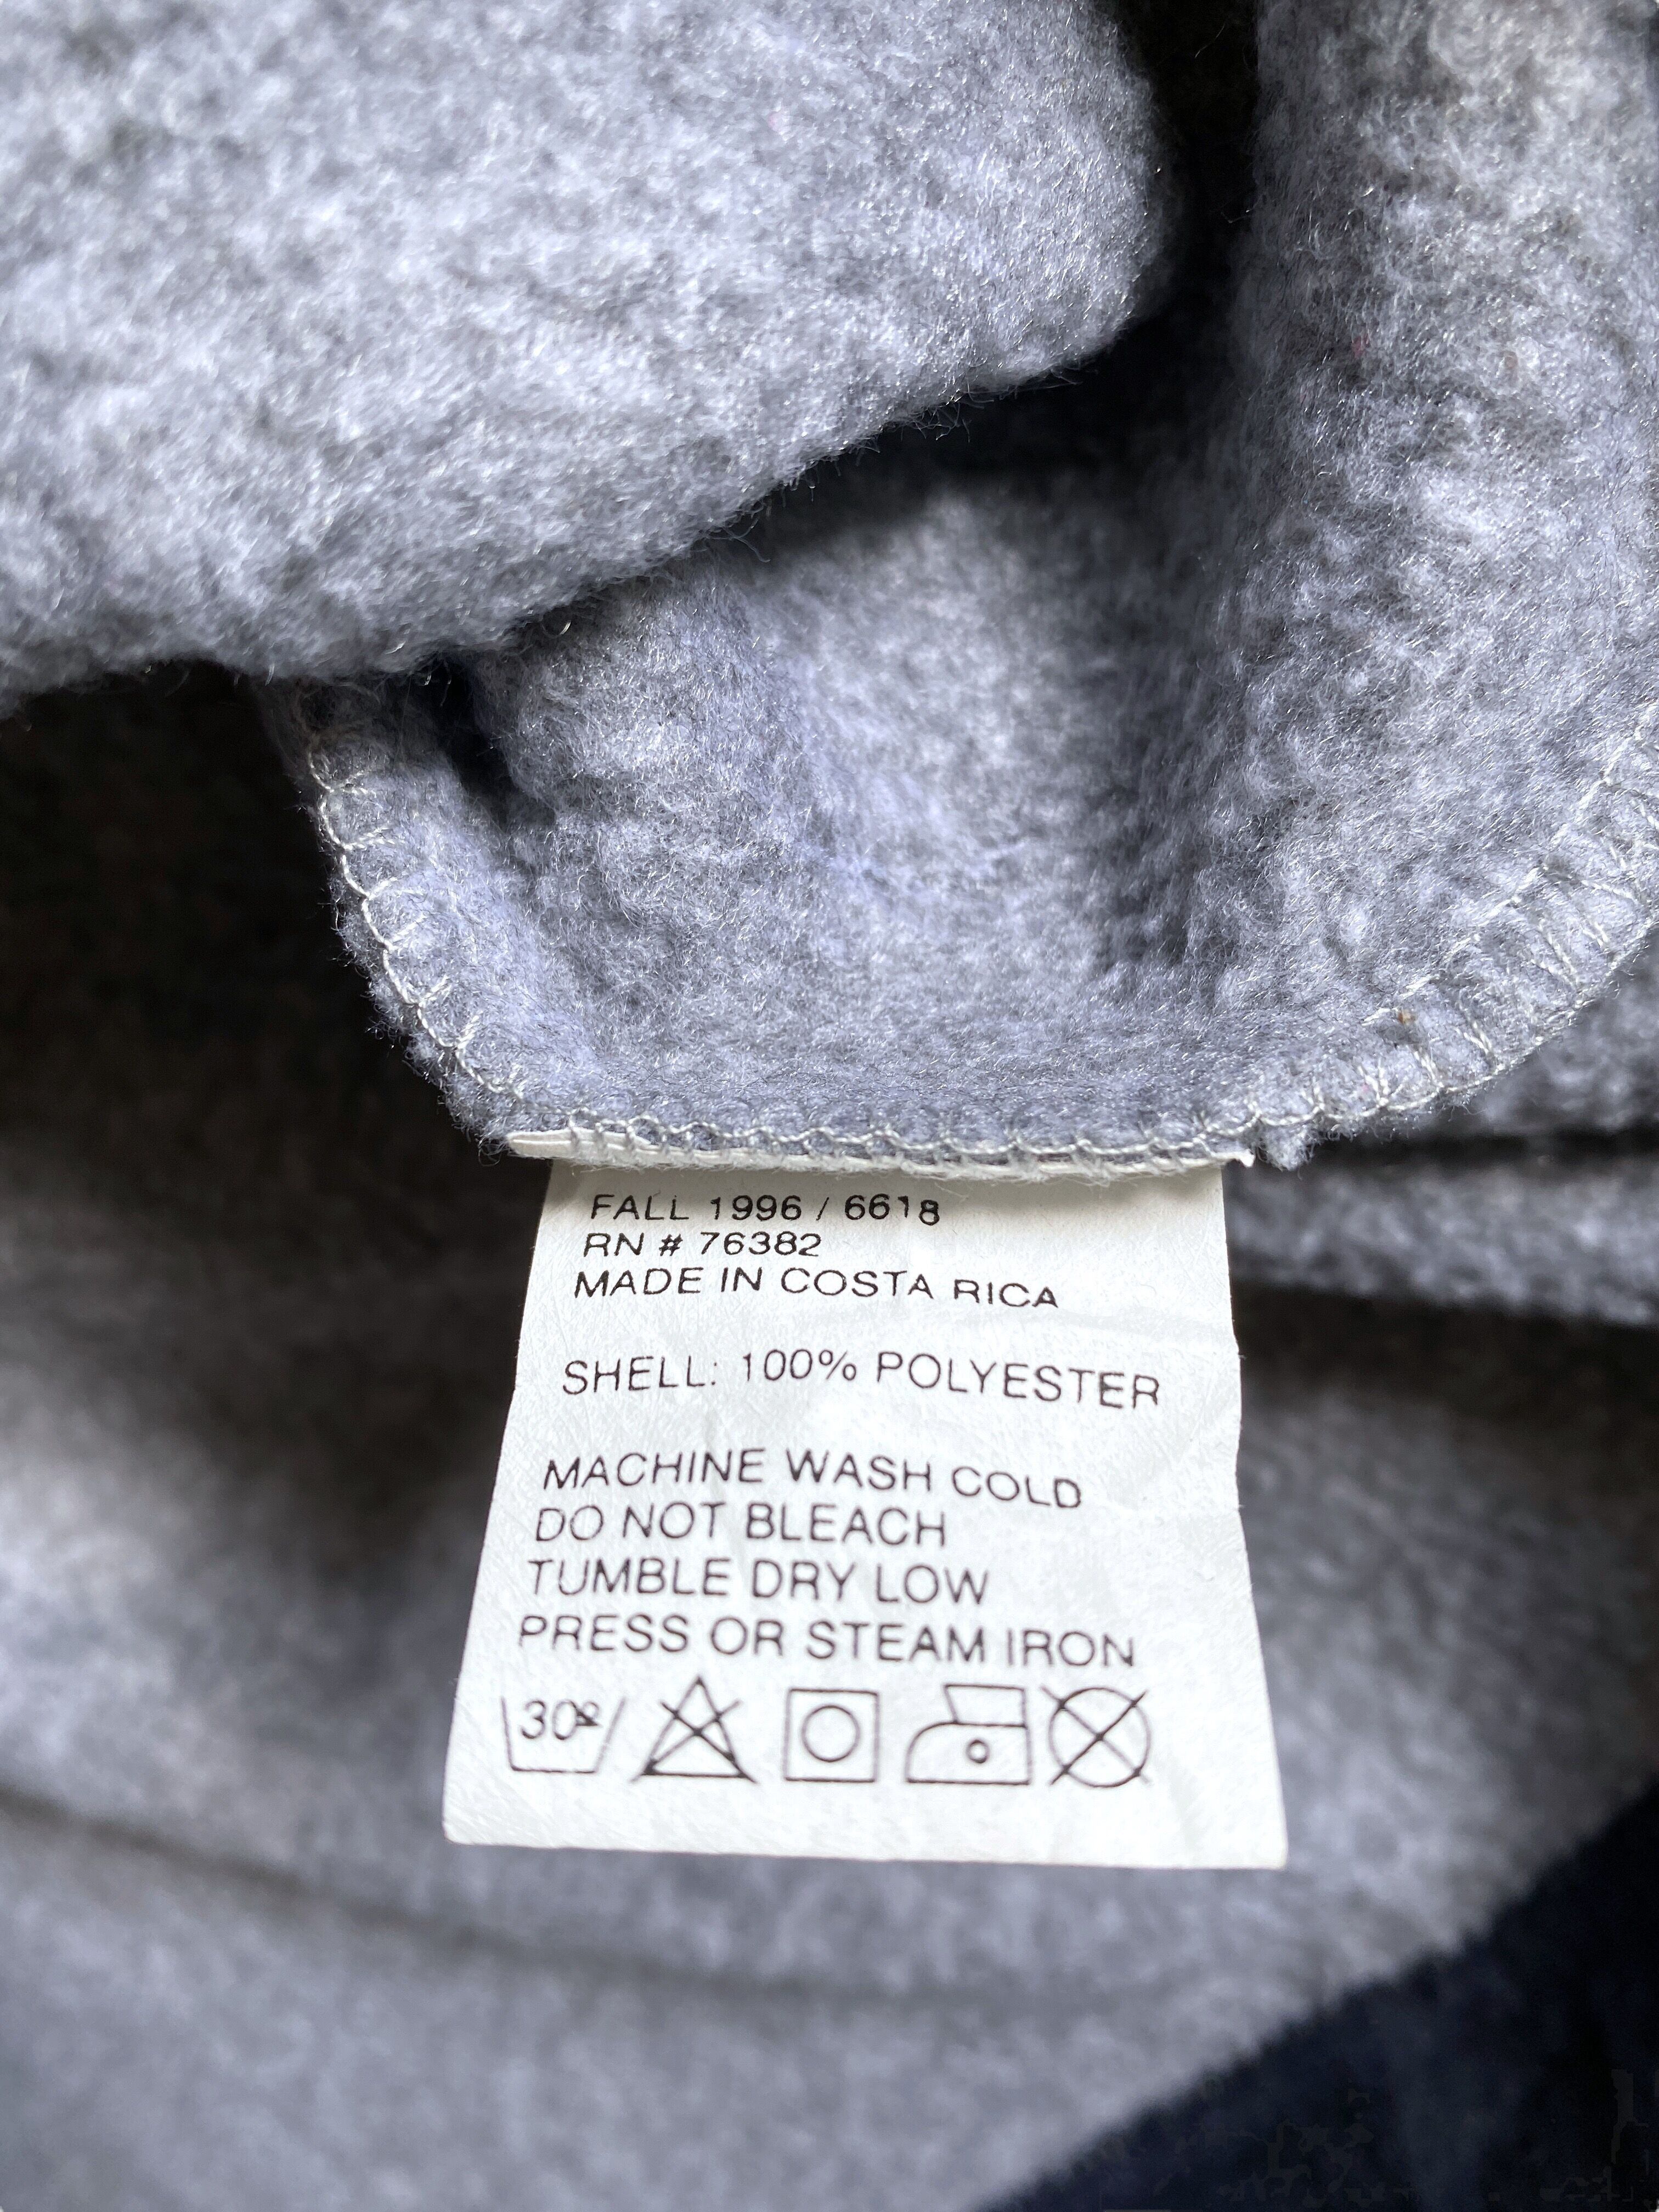 FALL 1996 / 6618
RN # 76382
MADE IN COSTA RICA
SHELL: 100% POLYESTER
MACHINE WASH COLD
DO NOT BLEACH
TUMBLE DRY LOW
PRESS OR STEAM IRON
30°